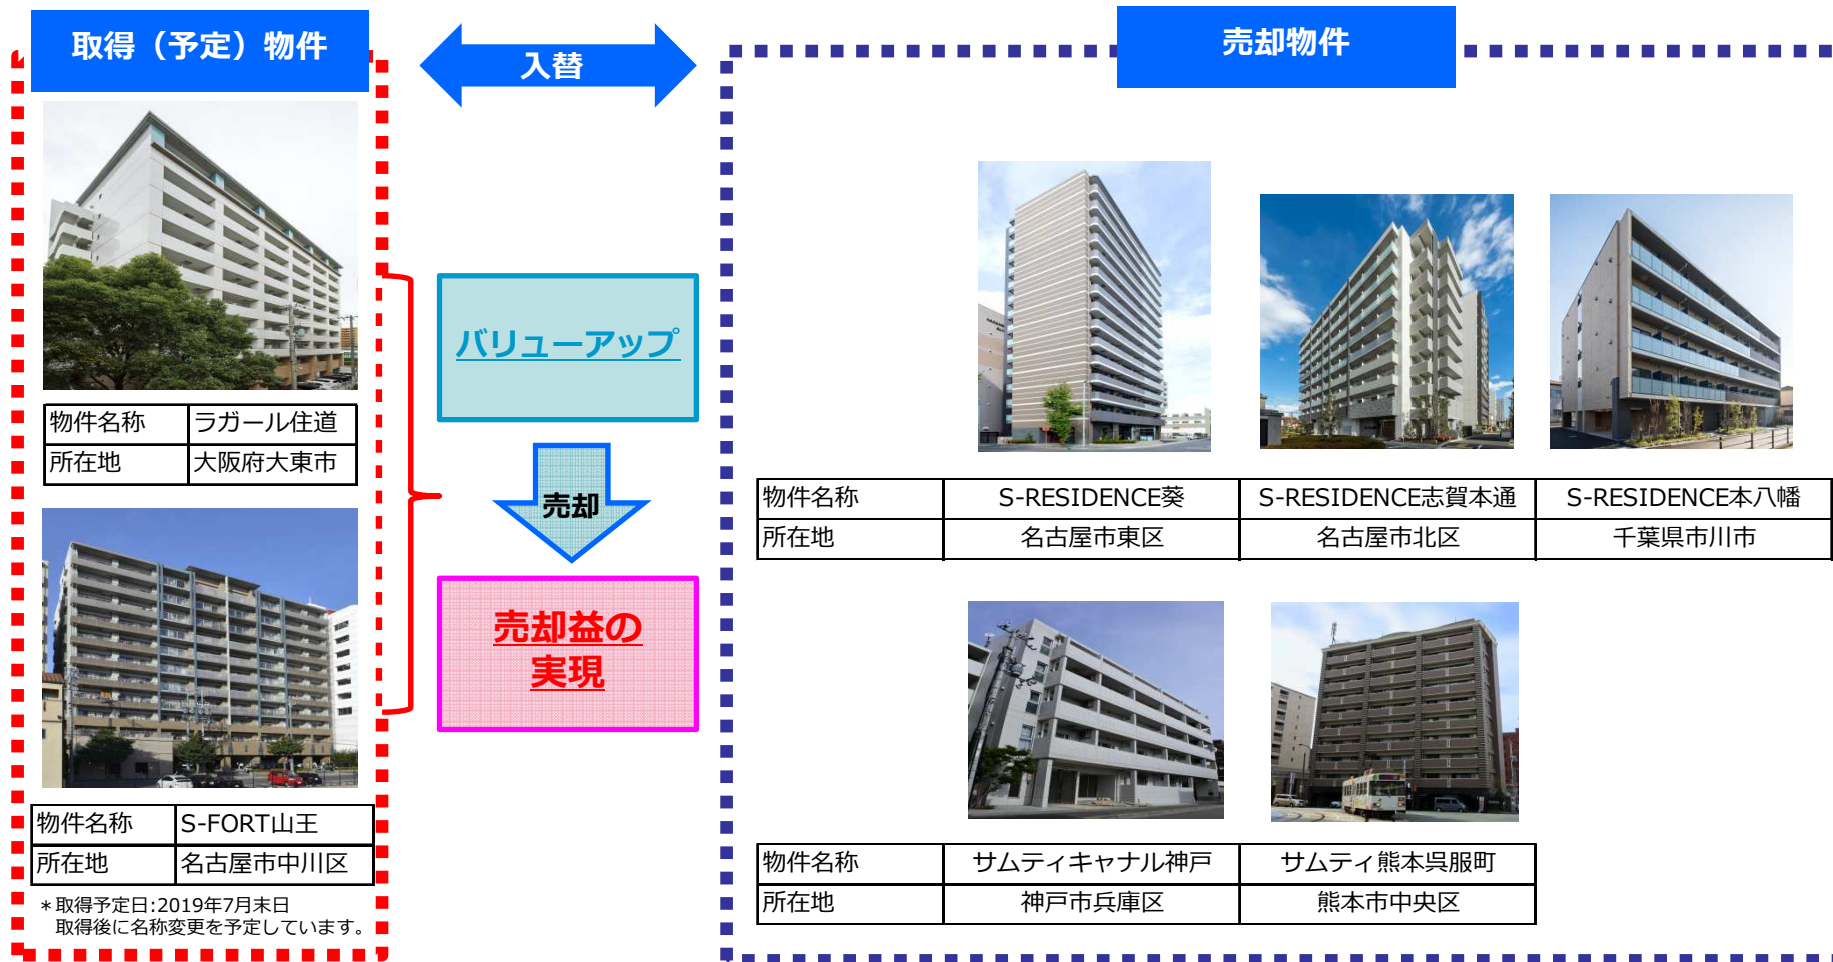 取得（予定）物件
入替
売却物件
物件名称 ラガール住道
所在地 大阪府大東市
物件名称 S-FORT山王
所在地 名古屋市中川区
＊取得予定日:2019年7月末日
取得後に名称変更を予定しています。
バリューアップ
売却
売却益の
実現
物件名称 S-RESIDENCE葵 S-RESIDENCE志賀本通 S-RESIDENCE本八幡
所在地 名古屋市東区 名古屋市北区 千葉県市川市
物件名称 サムティキャナル神戸 サムティ熊本呉服町
所在地 神戸市兵庫区 熊本市中央区